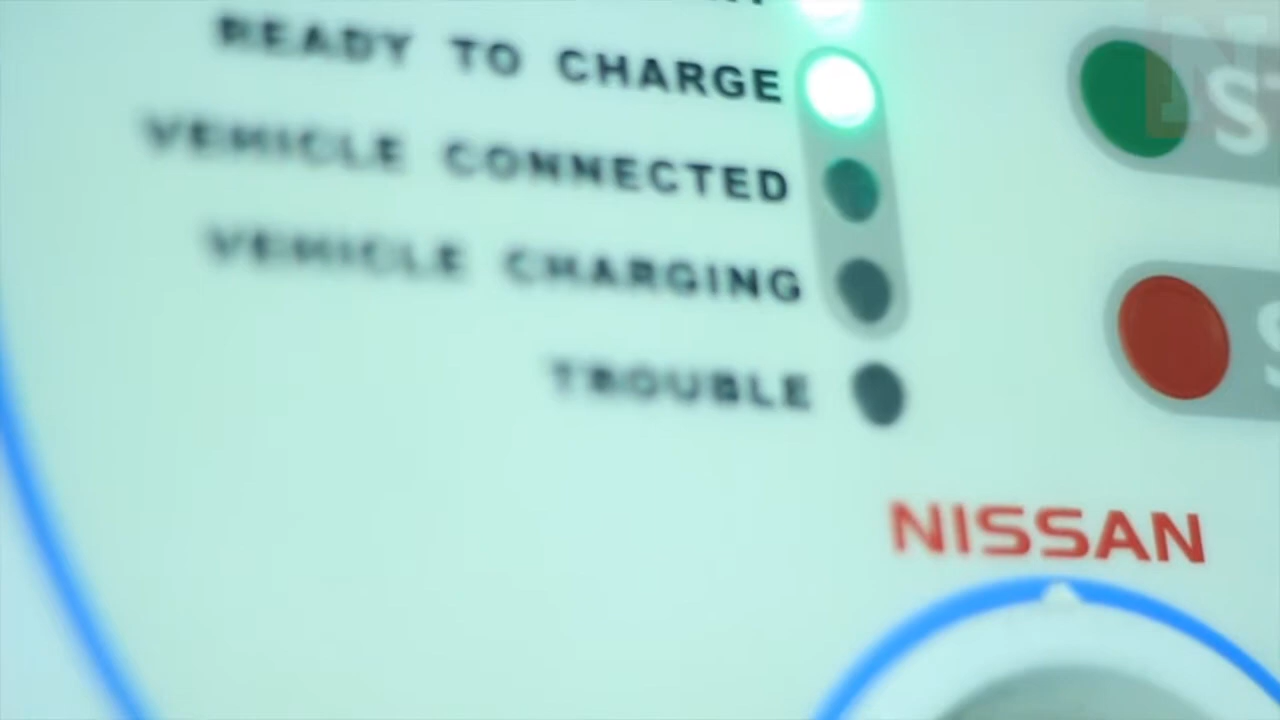 READY TO CHARGE
VEHICLE CONNECTED
VEHICLE CHARGING
TROUBLE
NISSAN